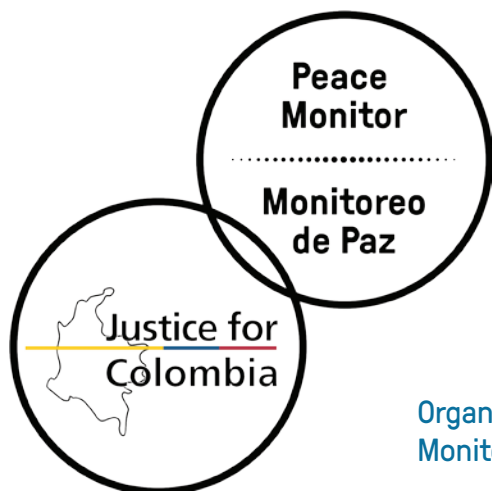 Peace
Monitor
Monitoreo
de Paz
Justice for
Colombia